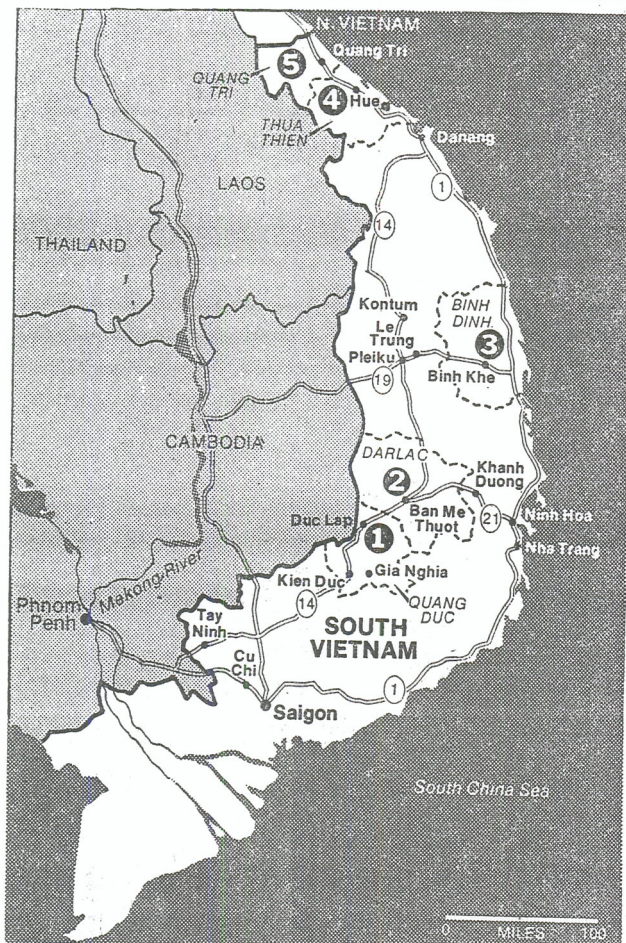 N. VIETNAM
Quang Tri
5
QUANG
TRI
4
Hue
THUA
THIEN
Danang
LAOS
1
14
THAILAND
Kontum
BINH
DINH.
Le
Trung
3
Pleiku
Binh Khe
19
CAMBODIA
DARLAC
2
Khanh
Duong
Ban Me
Thuot
21
Ninh Hoa
Duc Lap
1
Nha Trang
Mekong River
Kien Duc
Gia Nghia
14
QUANG
DUC
Phnom
Penh
Tay
Ninh
SOUTH
VIETNAM
Cu
Chi
1
Saigon
South China Sea
0 MILES 100